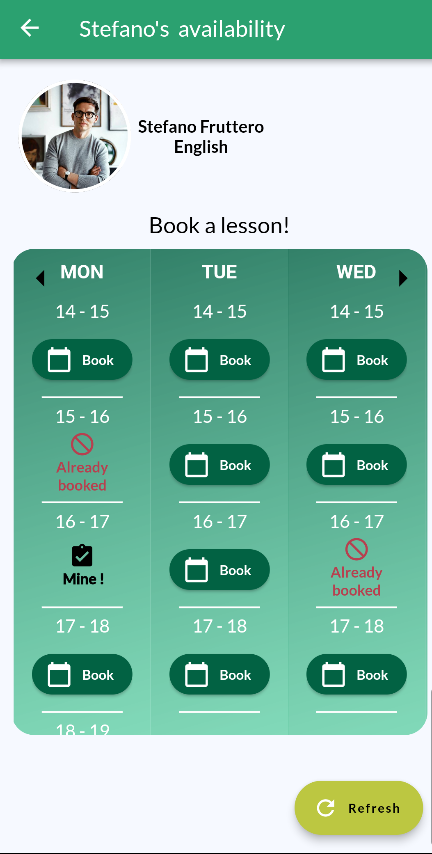 Stefano's availability
Stefano Fruttero
English
Book a lesson!
MON TUE WED
14 - 15 14 - 15 14 - 15
Book Book Book
15 - 16 15 - 16 15 - 16
Already
booked
Book Book
16 - 17 16 - 17 16 - 17
Mine !
Book
Already
booked
17 - 18 17 - 18 17 - 18
Book Book Book
18 - 19
Refresh